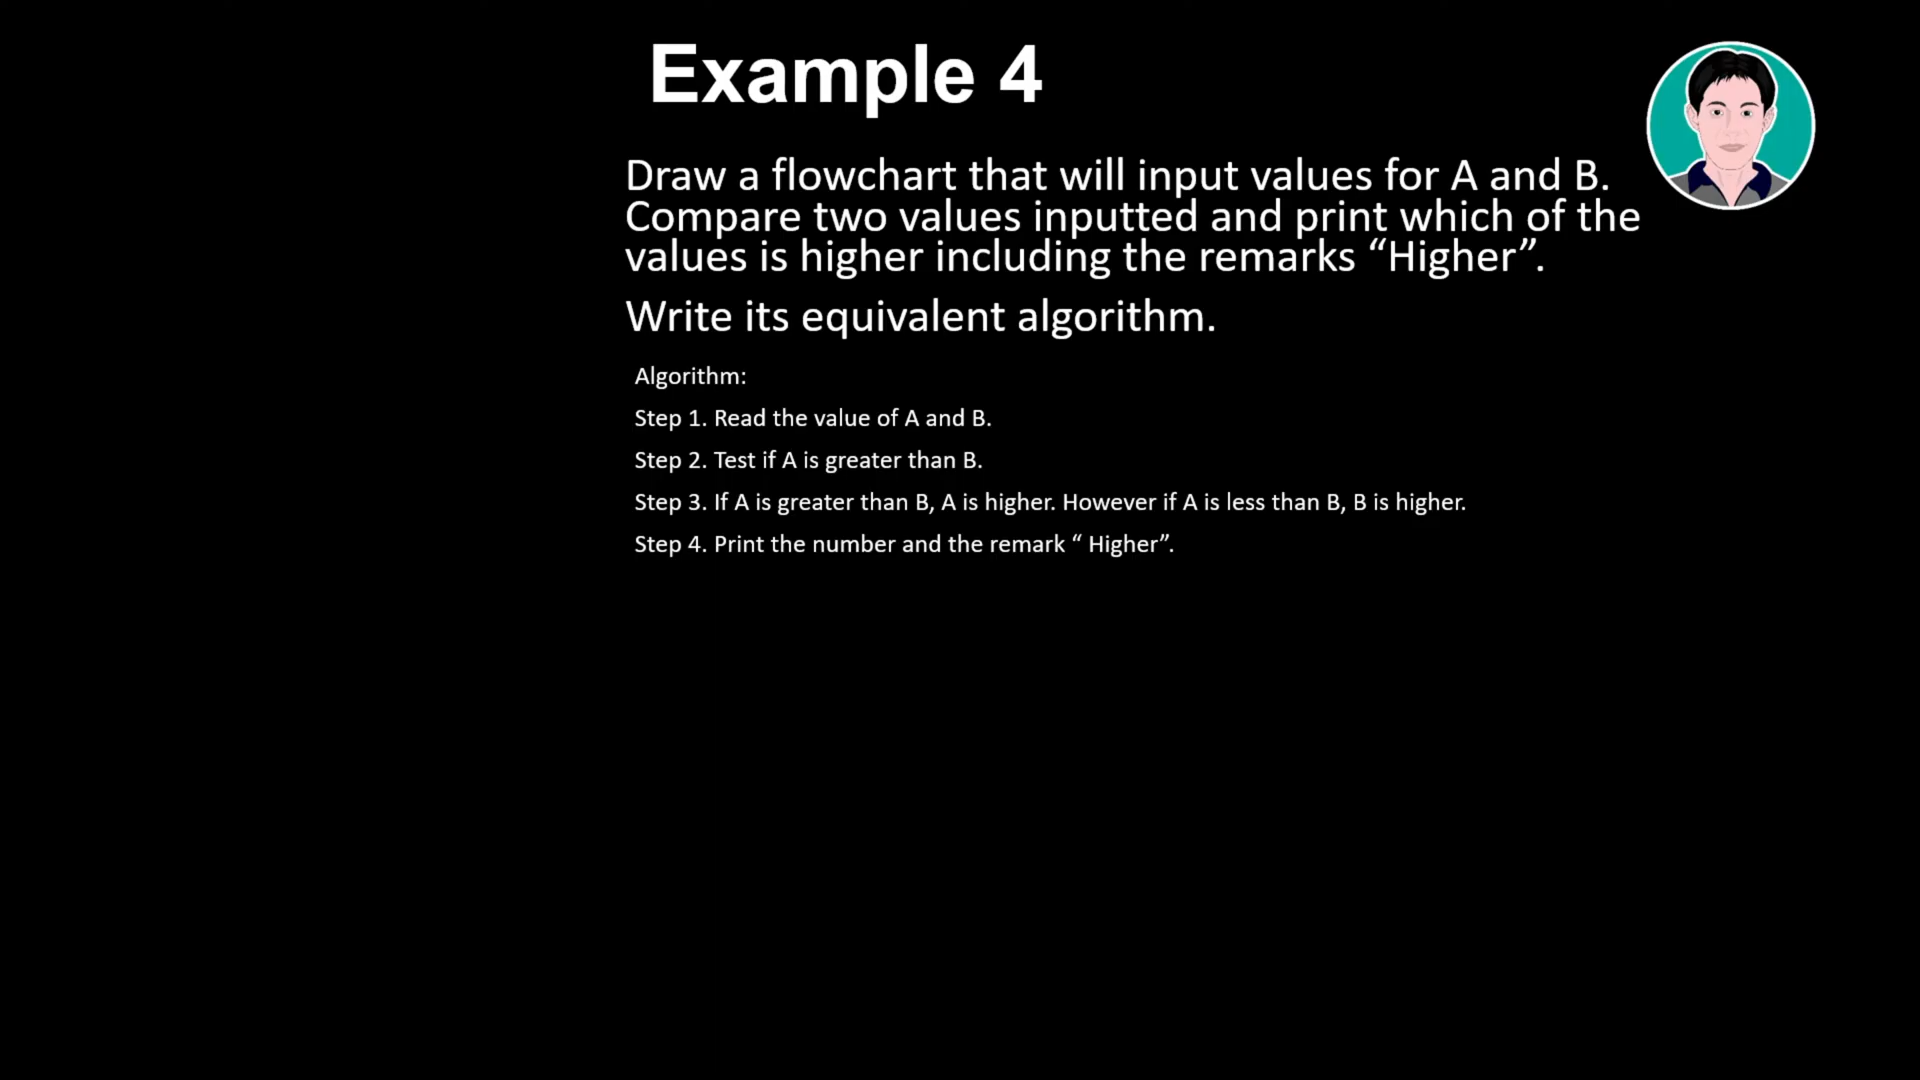 Example 4
Draw a flowchart that will input values for A and B.
Compare two values inputted and print which of the
values is higher including the remarks “Higher”.
Write its equivalent algorithm.
Algorithm:
Step 1. Read the value of A and B.
Step 2. Test if A is greater than B.
Step 3. If A is greater than B, A is higher. However if A is less than B, B is higher.
Step 4. Print the number and the remark “ Higher”.